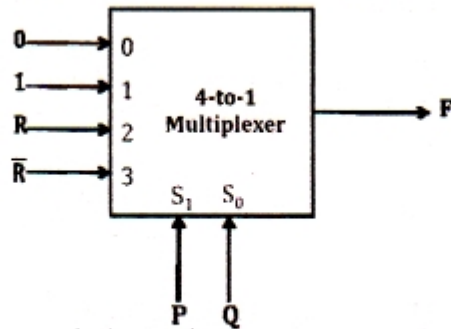 0 0
1 1
R 2
R̅ 3
4-to-1
Multiplexer
F
S₁ S₀
P Q